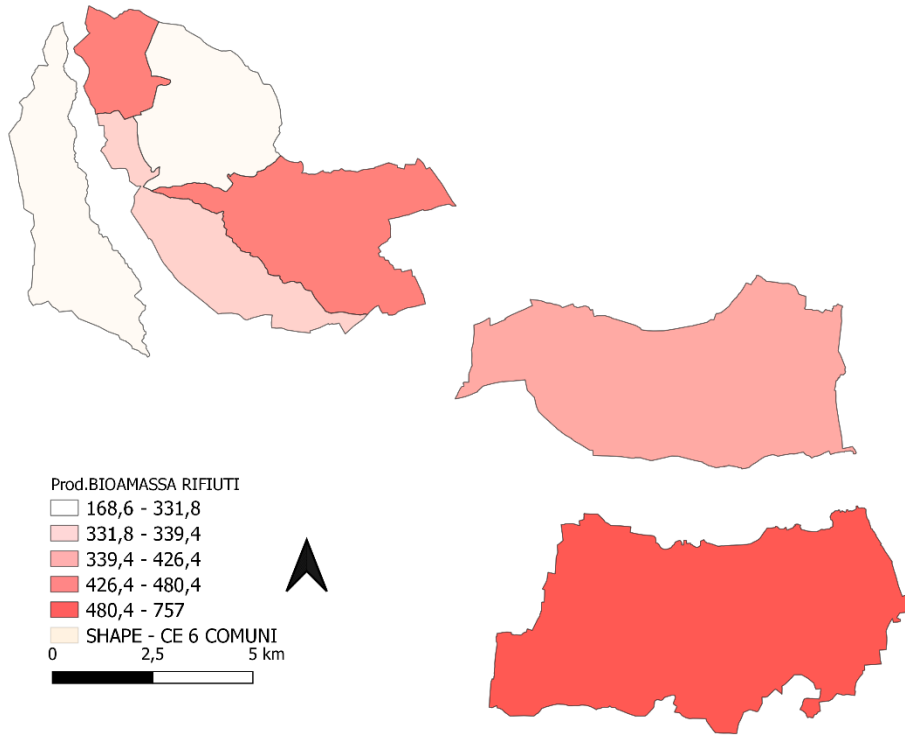 Prod.BIOAMASSA RIFIUTI
168,6 - 331,8
331,8 - 339,4
339,4 - 426,4
426,4 - 480,4
480,4 - 757
SHAPE - CE 6 COMUNI
0 2,5 5 km